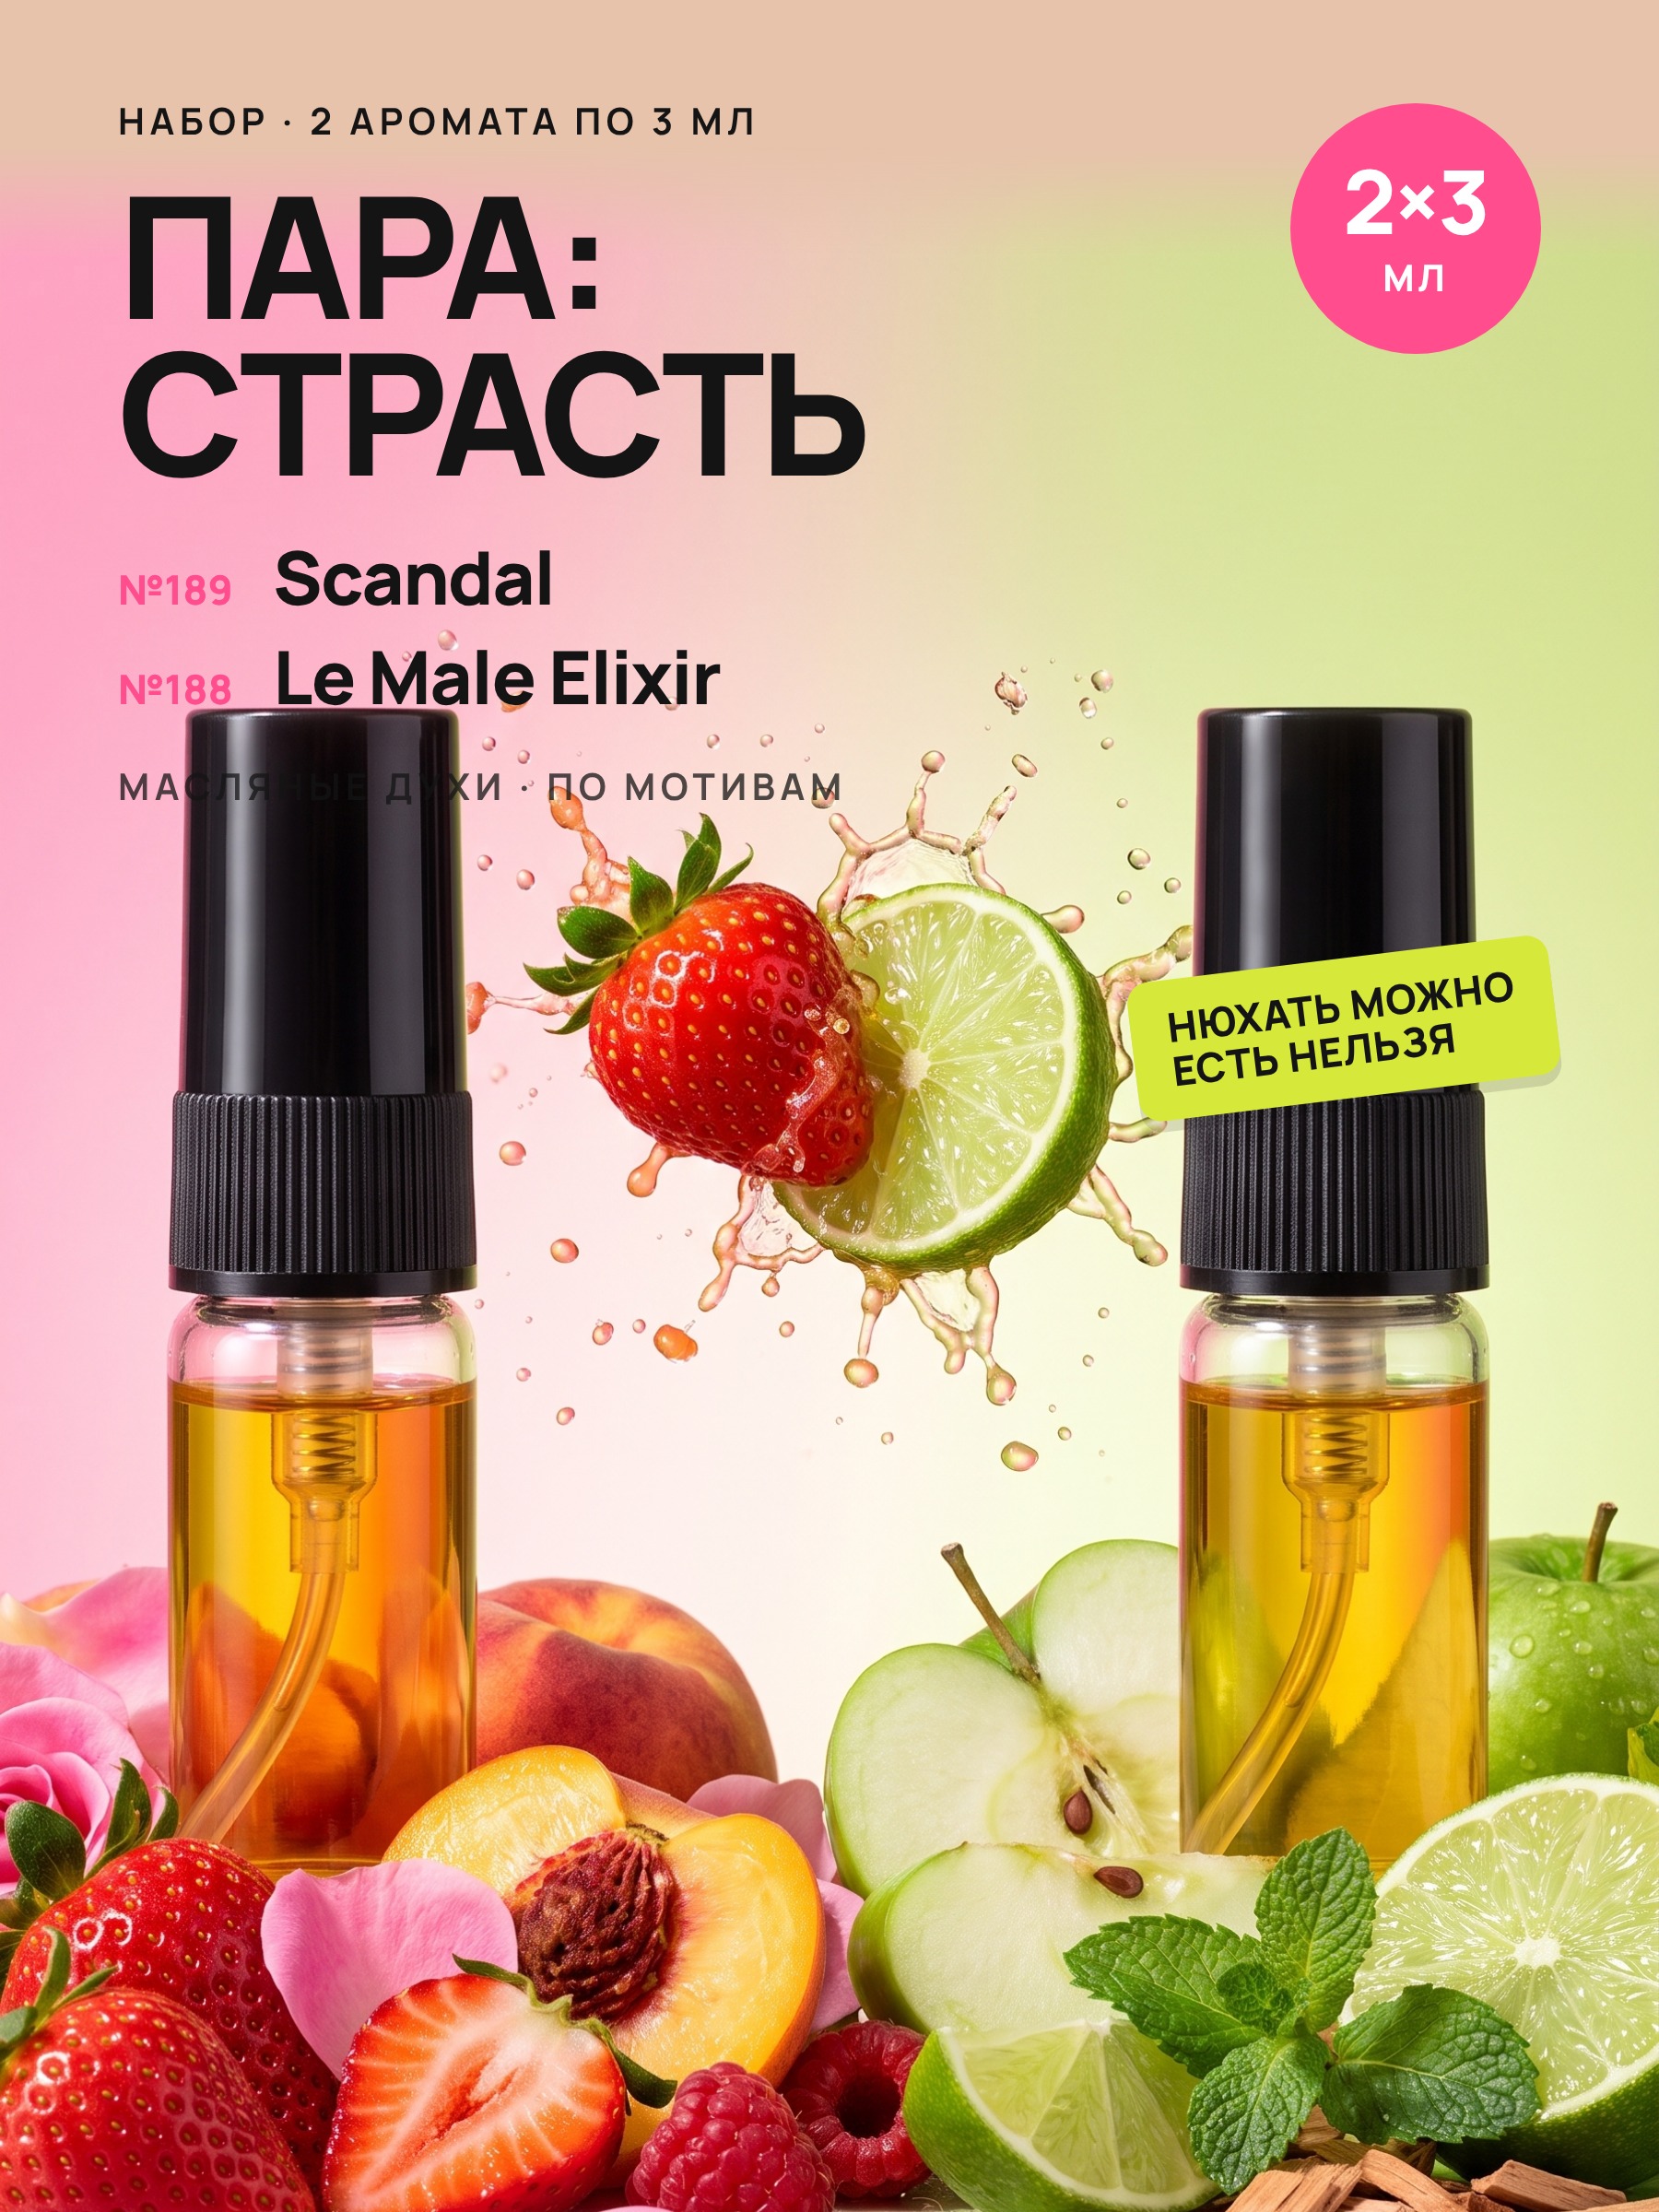 НАБОР · 2 АРОМАТА ПО 3 МЛ
2×3
МЛ
ПАРА:
СТРАСТЬ
№189 Scandal
№188 Le Male Elixir
МАСЛЯНЫЕ ДУХИ · ПО МОТИВАМ
НЮХАТЬ МОЖНО
ЕСТЬ НЕЛЬЗЯ